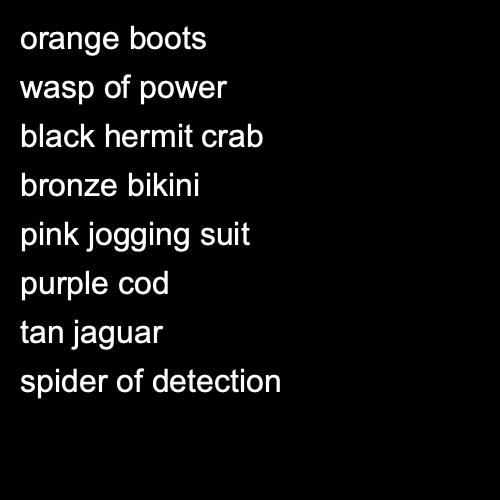 orange boots
wasp of power
black hermit crab
bronze bikini
pink jogging suit
purple cod
tan jaguar
spider of detection